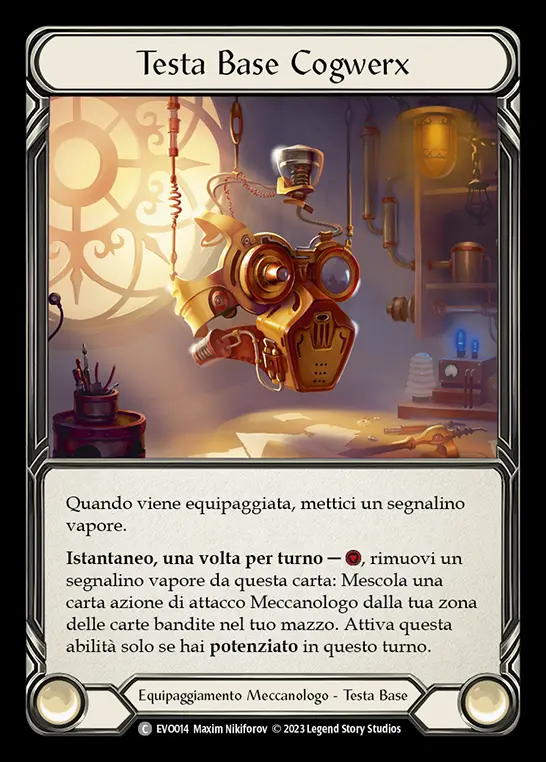 Testa Base Cogwerx
Quando viene equipaggiata, mettici un segnalino
vapore.
Istantaneo, una volta per turno — , rimuovi un
segnalino vapore da questa carta: Mescola una
carta azione di attacco Meccanologo dalla tua zona
delle carte bandite nel tuo mazzo. Attiva questa
abilità solo se hai potenziato in questo turno.
Equipaggiamento Meccanologo - Testa Base
C EVO014 Maxim Nikiforov © 2023 Legend Story Studios